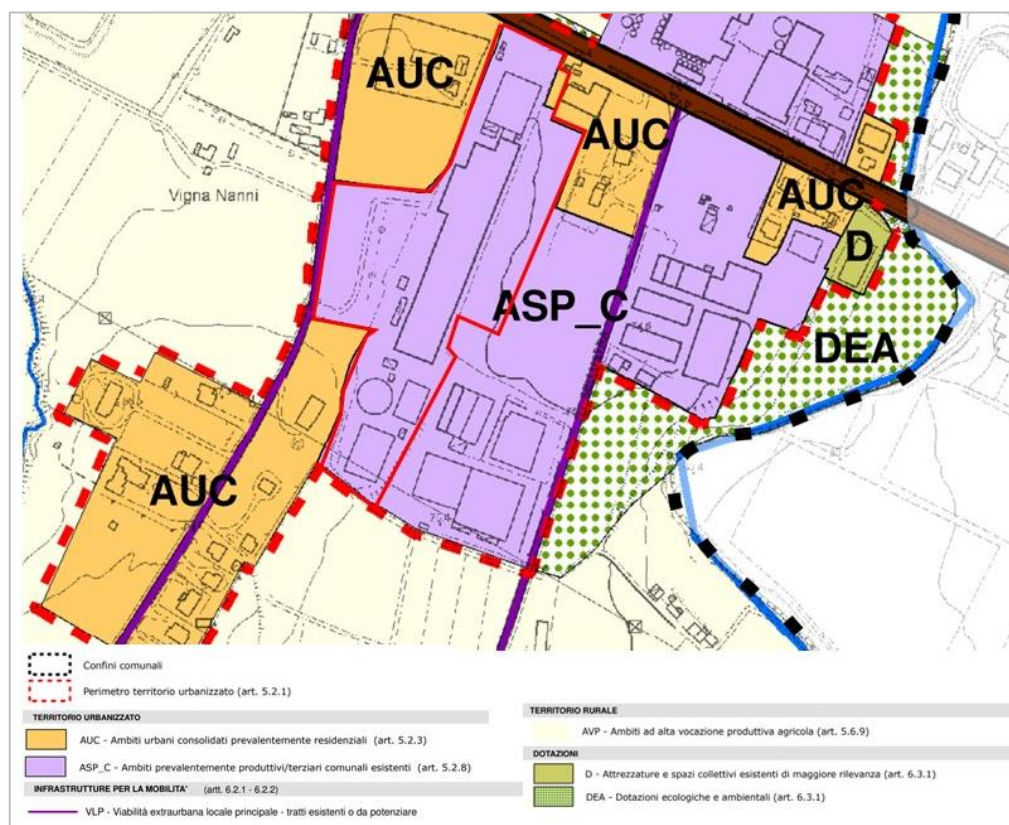 AUC
AUC
Vigna Nanni
AUC
D
ASP_C
DEA
AUC
Confini comunali
Perimetro territorio urbanizzato (art. 5.2.1)
TERRITORIO URBANIZZATO
AUC - Ambiti urbani consolidati prevalentemente residenziali (art. 5.2.3)
ASP_C - Ambiti prevalentemente produttivi/terziari comunali esistenti (art. 5.2.8)
INFRASTRUTTURE PER LA MOBILITA' (artt. 6.2.1 - 6.2.2)
VLP - Viabilità extraurbana locale principale - tratti esistenti o da potenziare
TERRITORIO RURALE
AVP - Ambiti ad alta vocazione produttiva agricola (art. 5.6.9)
DOTAZIONI
D - Attrezzature e spazi collettivi esistenti di maggiore rilevanza (art. 6.3.1)
DEA - Dotazioni ecologiche e ambientali (art. 6.3.1)